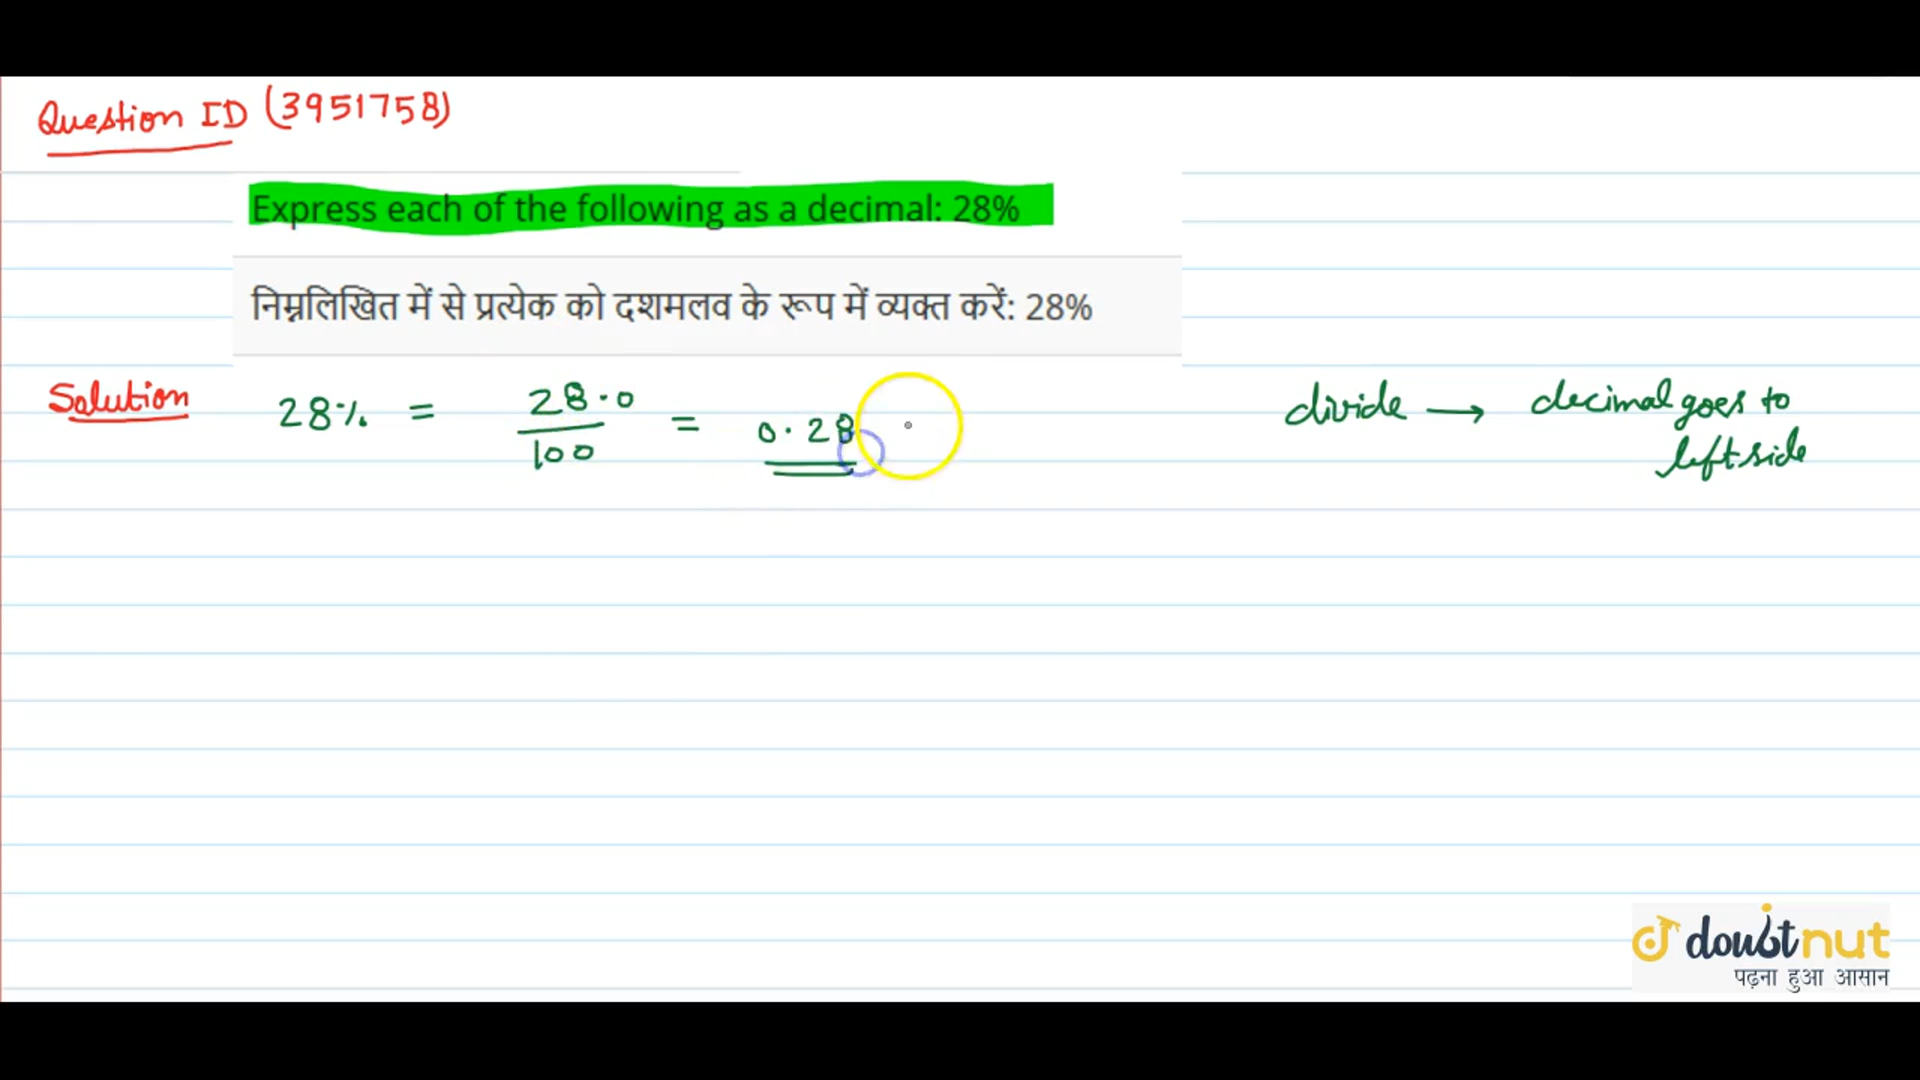 Question ID (3951758)
Express each of the following as a decimal: 28%
निम्नलिखित में से प्रत्येक को दशमलव के रूप में व्यक्त करें: 28%
Solution 28% = 28.0/100 = 0.28 divide → decimal goes to
left side
doubtnut
पढ़ना हुआ आसान